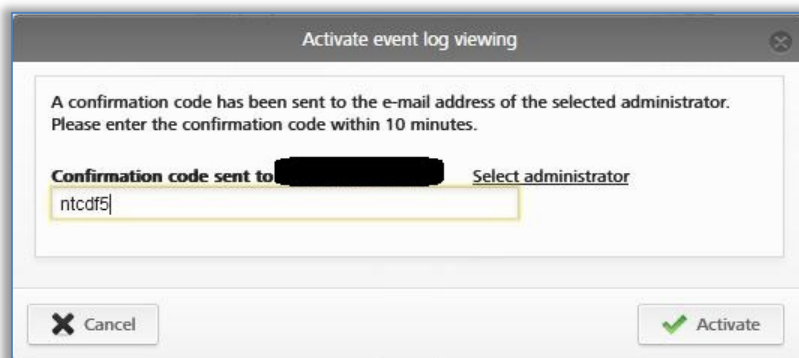 Activate event log viewing
A confirmation code has been sent to the e-mail address of the selected administrator.
Please enter the confirmation code within 10 minutes.
Confirmation code sent to Select administrator
ntcdf5
Cancel Activate